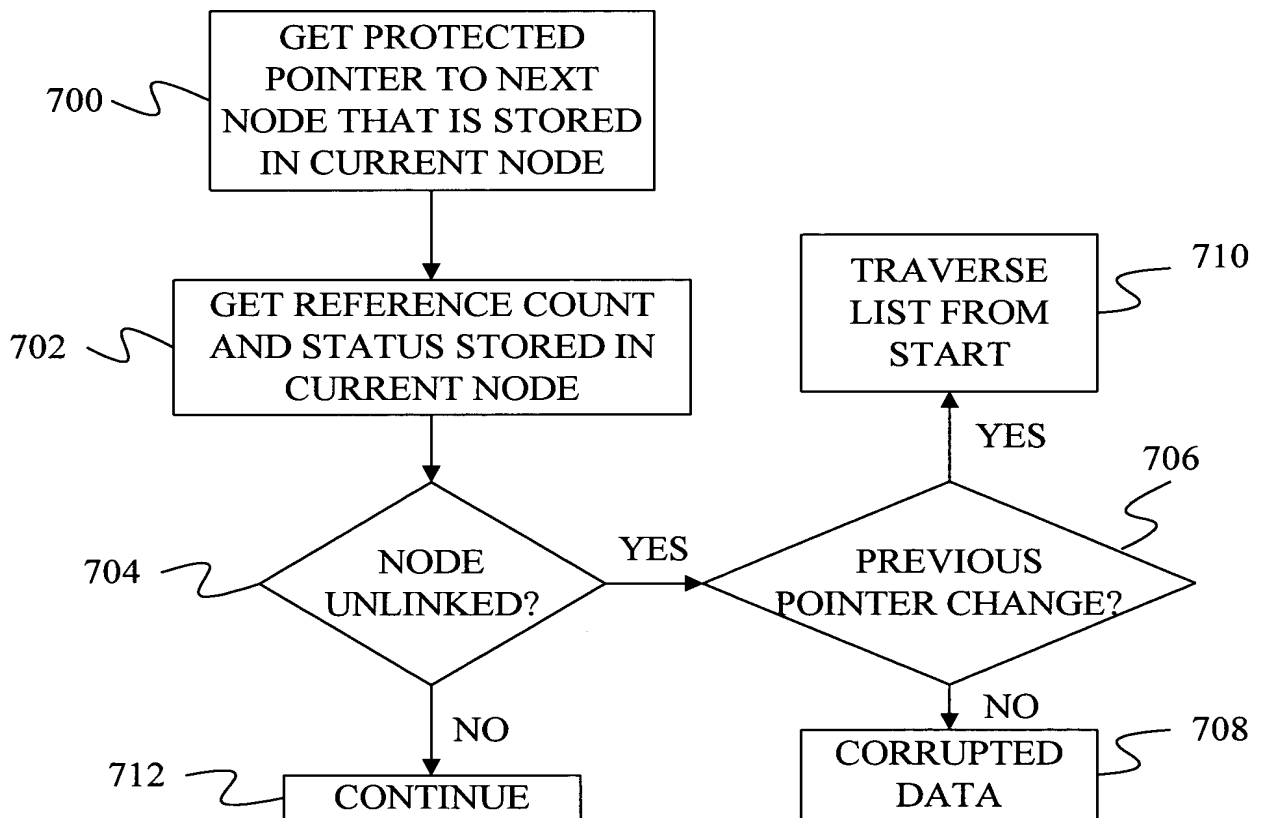 700
GET PROTECTED
POINTER TO NEXT
NODE THAT IS STORED
IN CURRENT NODE
702
GET REFERENCE COUNT
AND STATUS STORED IN
CURRENT NODE
710
TRAVERSE
LIST FROM
START
YES
706
704
NODE
UNLINKED?
YES
PREVIOUS
POINTER CHANGE?
NO
NO
712
CONTINUE
708
CORRUPTED
DATA